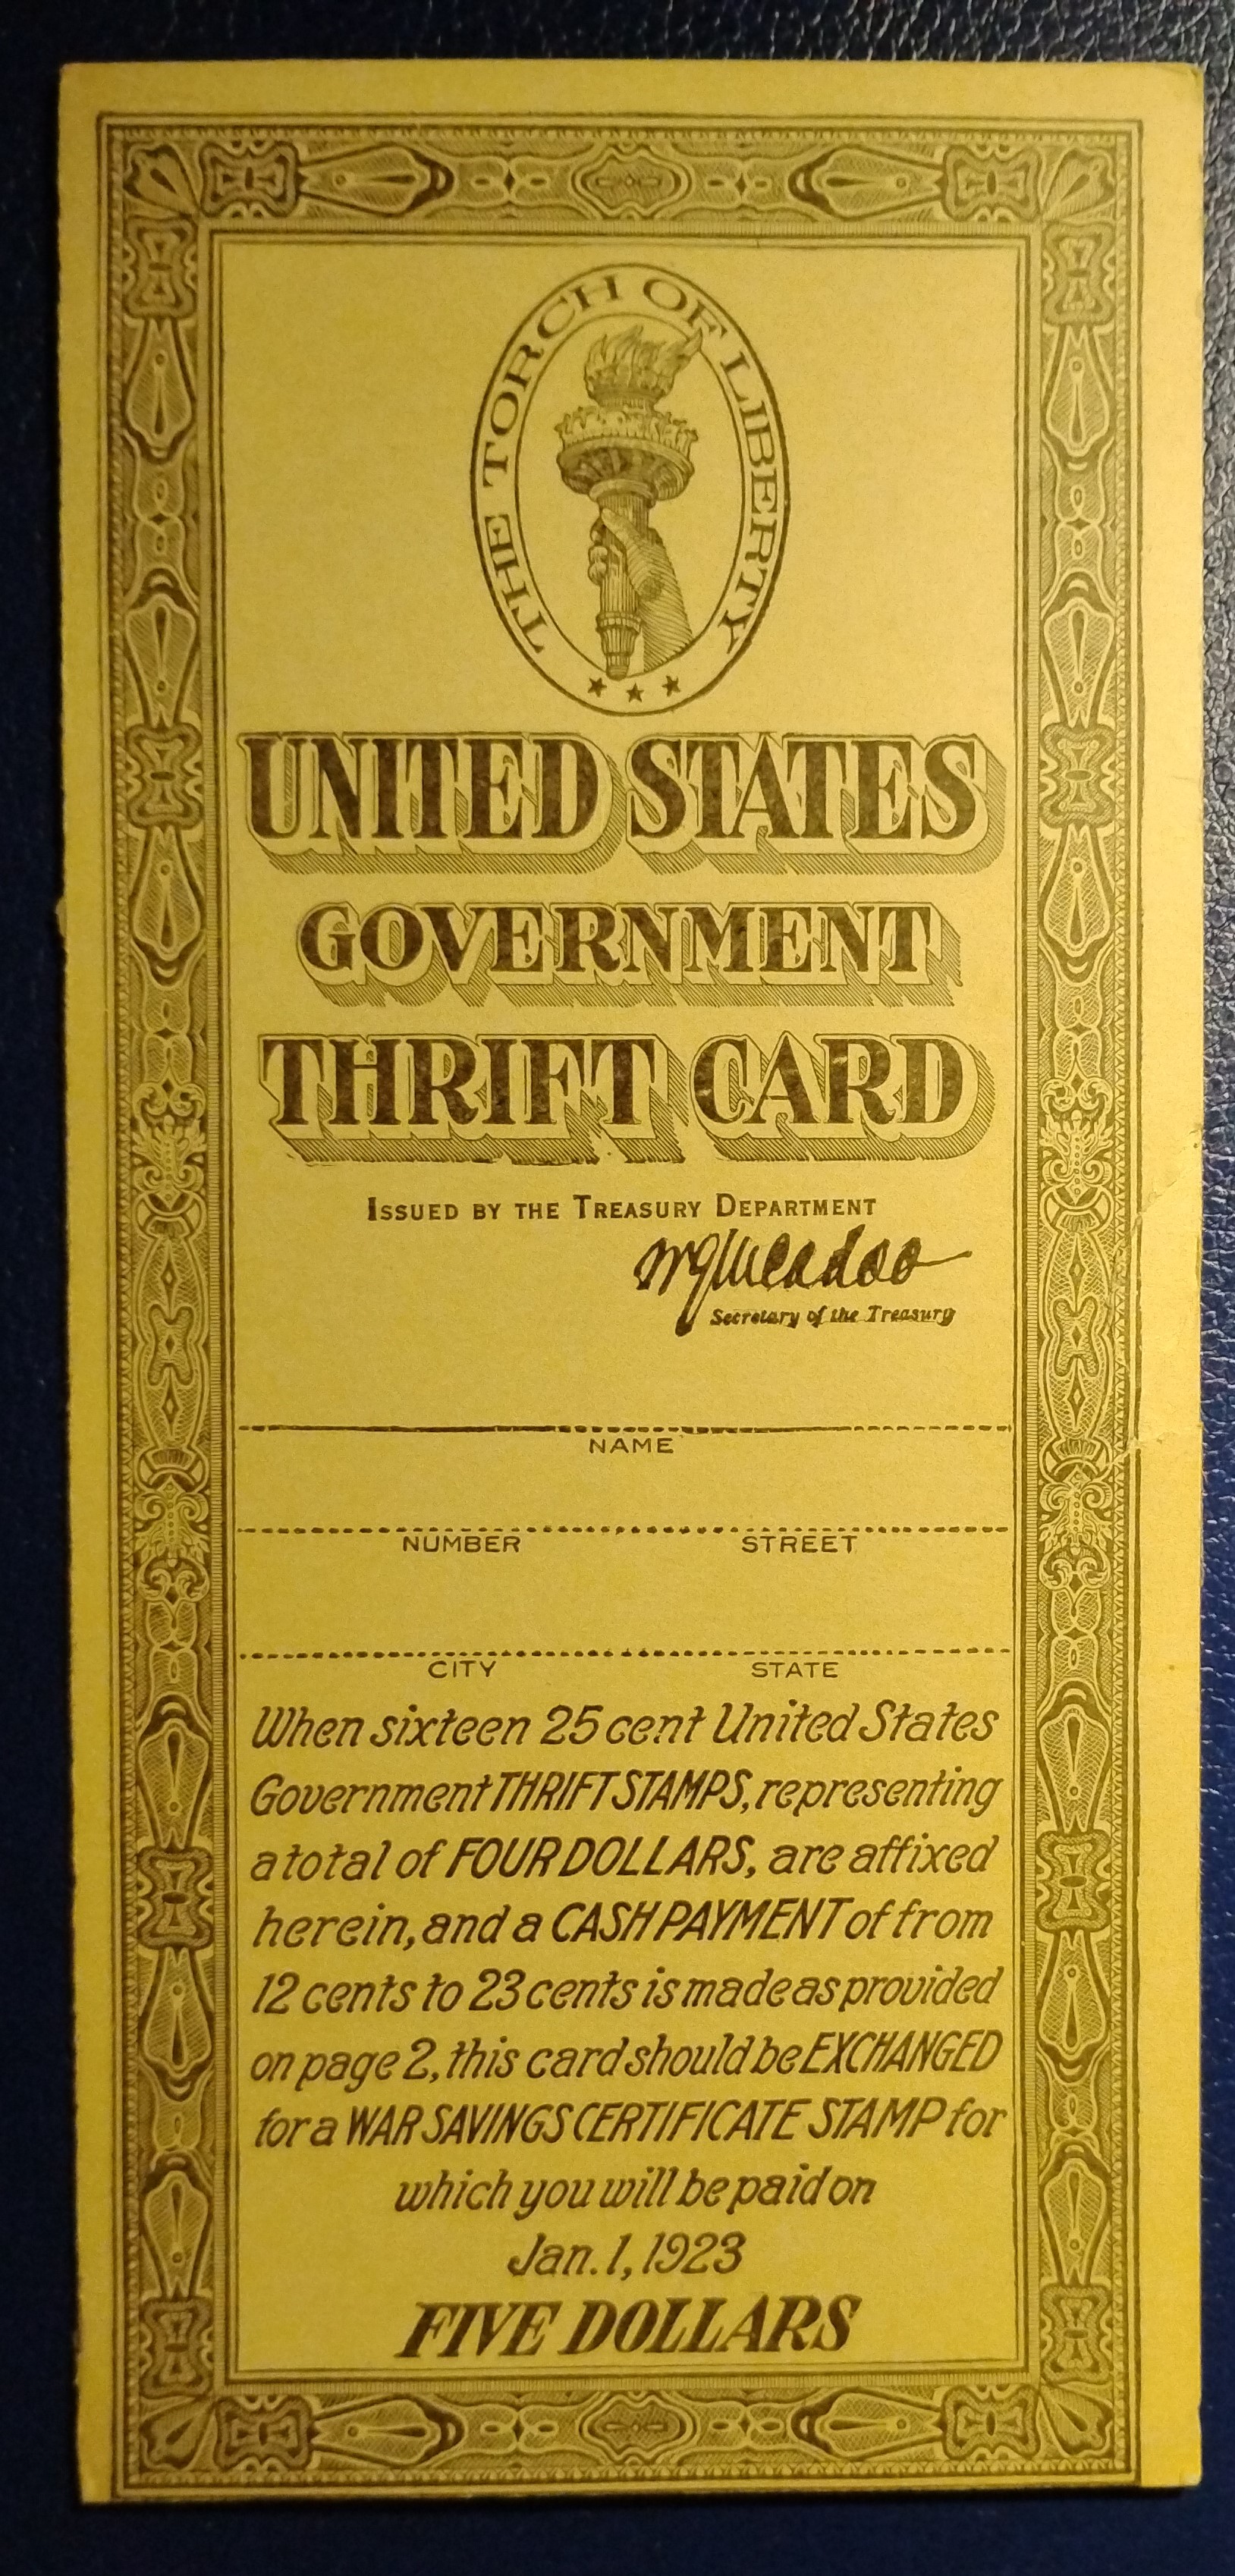 THE TORCH OF LIBERTY
UNITED STATES
GOVERNMENT
THRIFT CARD
ISSUED BY THE TREASURY DEPARTMENT
WGMcAdoo
Secretary of the Treasury
NAME
NUMBER STREET
CITY STATE
When sixteen 25 cent United States
Government THRIFT STAMPS, representing
a total of FOUR DOLLARS, are affixed
herein, and a CASH PAYMENT of from
12 cents to 23 cents is made as provided
on page 2, this card should be EXCHANGED
for a WAR SAVINGS CERTIFICATE STAMP for
which you will be paid on
Jan. 1, 1923
FIVE DOLLARS